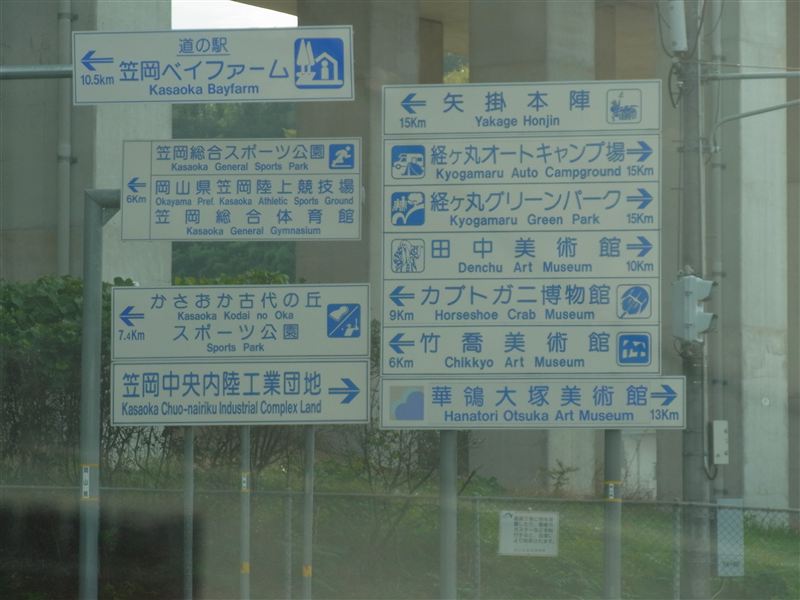 道の駅
笠岡ベイファーム
10.5km
Kasaoka Bayfarm
笠岡総合スポーツ公園
Kasaoka General Sports Park
岡山県笠岡陸上競技場
6Km
Okayama Pref. Kasaoka Athletic Sports Ground
笠岡総合体育館
Kasaoka General Gymnasium
かさおか古代の丘
Kasaoka Kodai no Oka
7.4Km
スポーツ公園
Sports Park
笠岡中央内陸工業団地
Kasaoka Chuo-nairiku Industrial Complex Land
矢掛本陣
15Km
Yakage Honjin
経ヶ丸オートキャンプ場
Kyogamaru Auto Campground 15Km
経ヶ丸グリーンパーク
Kyogamaru Green Park 15Km
田中美術館
Denchu Art Museum 10Km
カブトガニ博物館
9Km Horseshoe Crab Museum
竹喬美術館
6Km Chikkyo Art Museum
華鴒大塚美術館
Hanatori Otsuka Art Museum 13Km